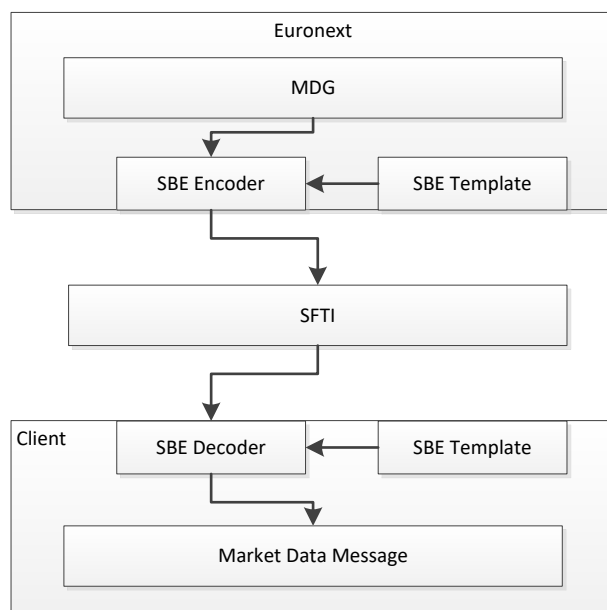 Euronext
MDG
SBE Encoder
SBE Template
SFTI
Client
SBE Decoder
SBE Template
Market Data Message